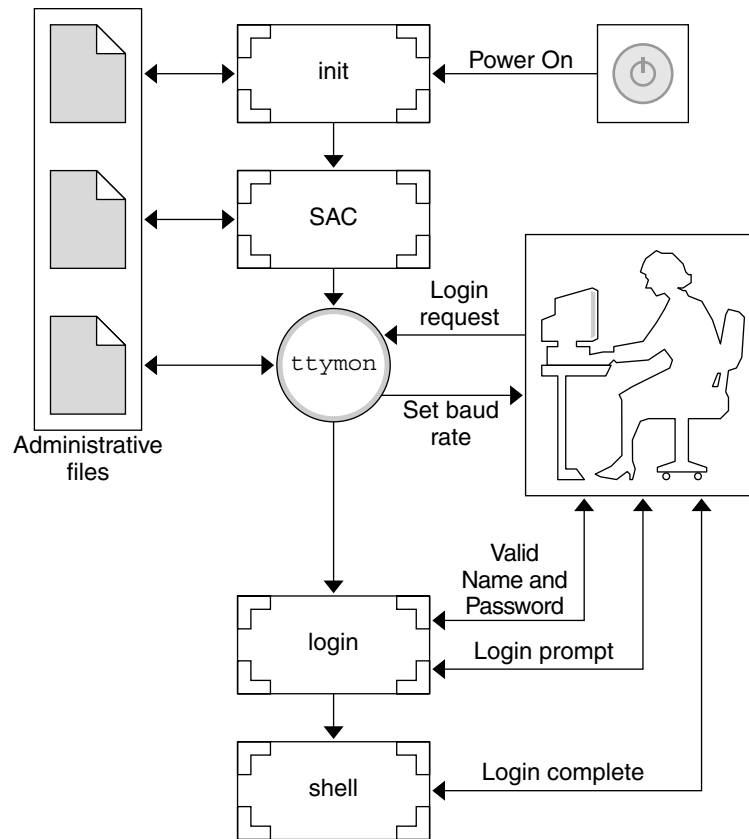 init
Power On
SAC
Login
request
ttymon
Set baud
rate
Administrative
files
Valid
Name and
Password
login
Login prompt
shell
Login complete